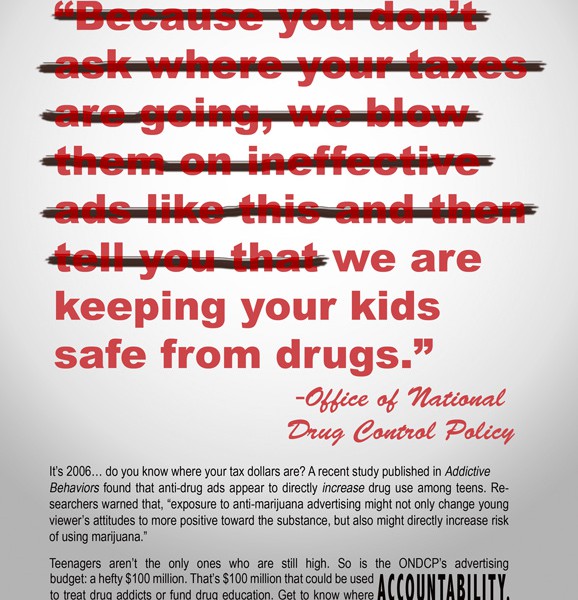 “Because you don’t
ask where your taxes
are going, we blow
them on ineffective
ads like this and then
tell you that we are
keeping your kids
safe from drugs.”
-Office of National
Drug Control Policy
It’s 2006… do you know where your tax dollars are? A recent study published in Addictive
Behaviors found that anti-drug ads appear to directly increase drug use among teens. Re-
searchers warned that, “exposure to anti-marijuana advertising might not only change young
viewer’s attitudes to more positive toward the substance, but also might directly increase risk
of using marijuana.”
Teenagers aren’t the only ones who are still high. So is the ONDCP’s advertising
budget: a hefty $100 million. That’s $100 million that could be used
to treat drug addicts or fund drug education. Get to know where ACCOUNTABILITY.